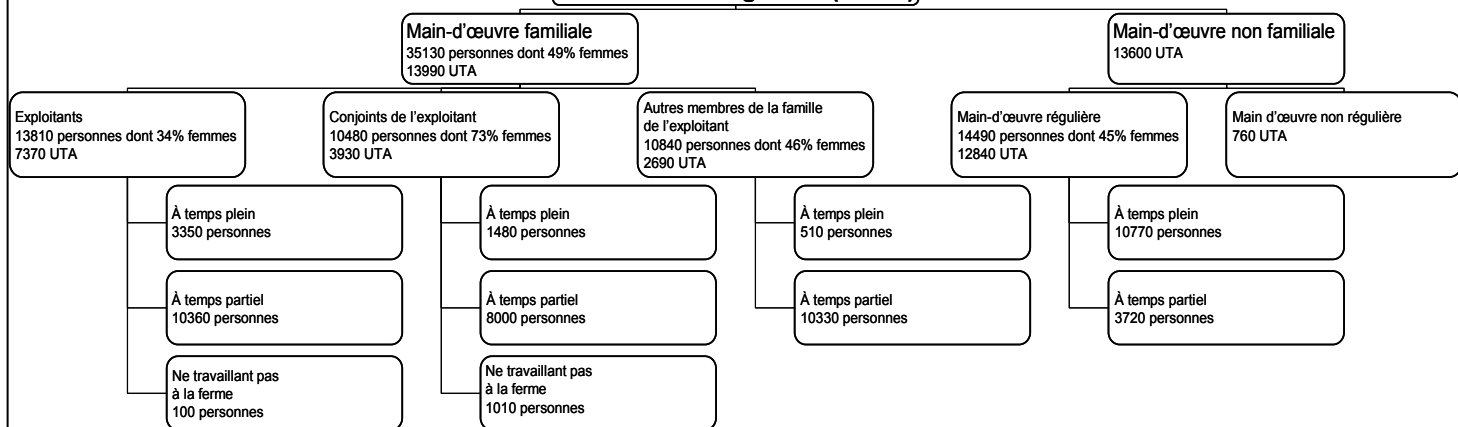 Main-d'œuvre familiale
35130 personnes dont 49% femmes
13990 UTA
Main-d'œuvre non familiale
13600 UTA
Exploitants
13810 personnes dont 34% femmes
7370 UTA
Conjoints de l'exploitant
10480 personnes dont 73% femmes
3930 UTA
Autres membres de la famille
de l'exploitant
10840 personnes dont 46% femmes
2690 UTA
Main-d'œuvre régulière
14490 personnes dont 45% femmes
12840 UTA
Main d'œuvre non régulière
760 UTA
À temps plein
3350 personnes
À temps plein
1480 personnes
À temps plein
510 personnes
À temps plein
10770 personnes
À temps partiel
10360 personnes
À temps partiel
8000 personnes
À temps partiel
10330 personnes
À temps partiel
3720 personnes
Ne travaillant pas
à la ferme
100 personnes
Ne travaillant pas
à la ferme
1010 personnes